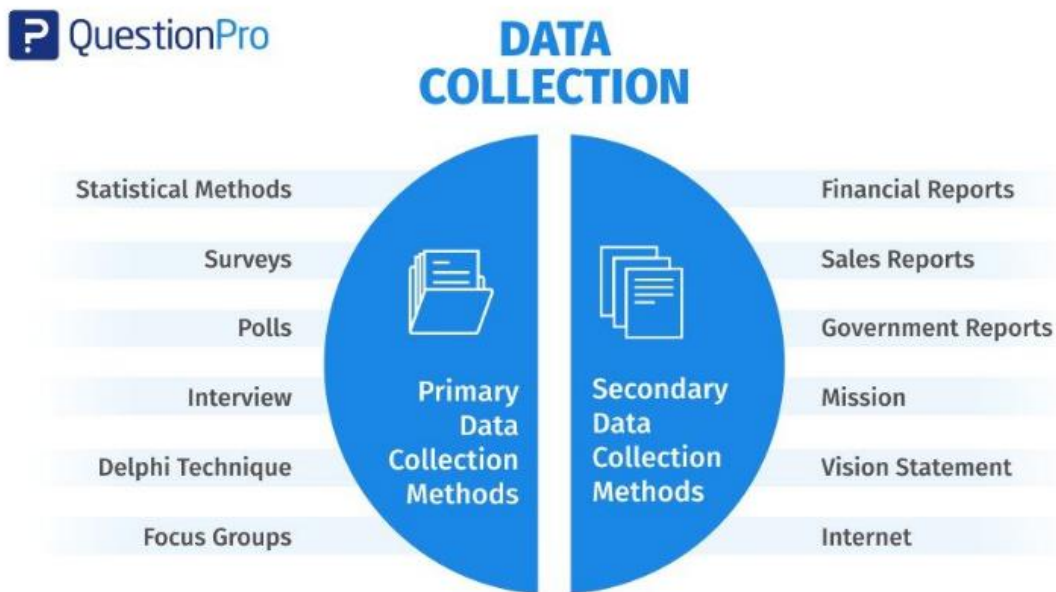 QuestionPro
DATA
COLLECTION
Statistical Methods
Surveys
Polls
Interview
Delphi Technique
Focus Groups
Primary
Data
Collection
Methods
Secondary
Data
Collection
Methods
Financial Reports
Sales Reports
Government Reports
Mission
Vision Statement
Internet